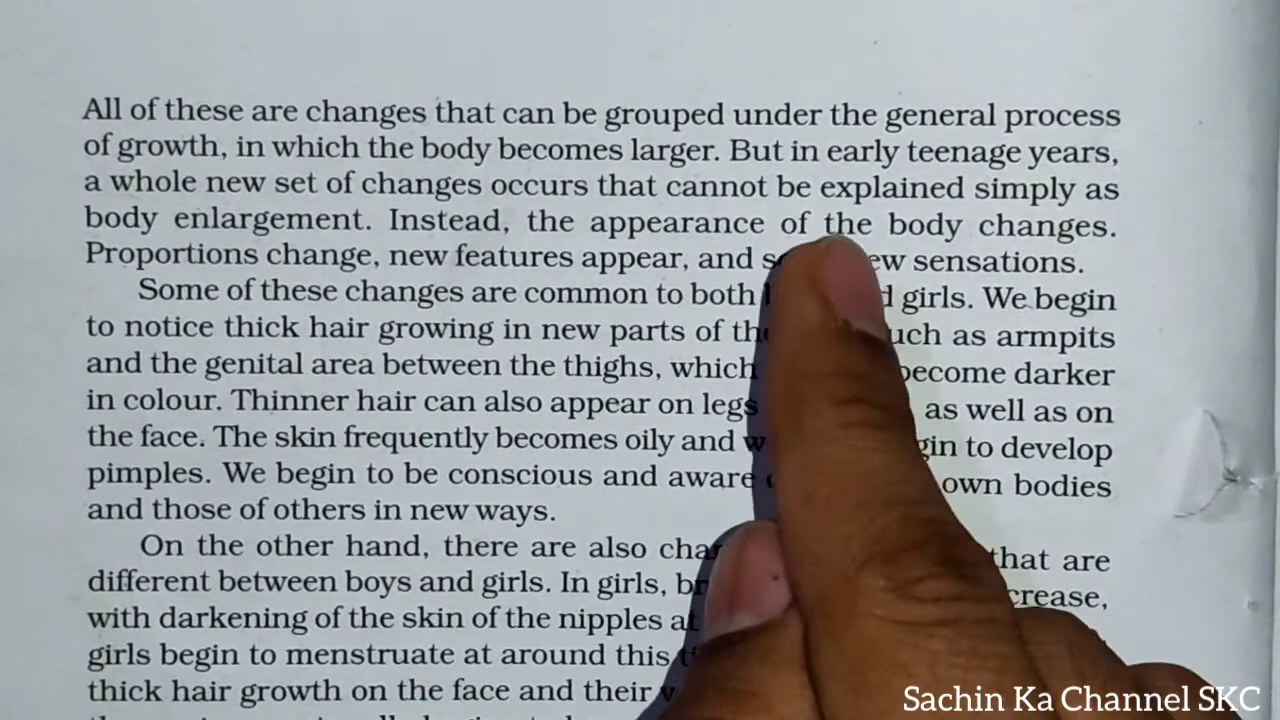 All of these are changes that can be grouped under the general process
of growth, in which the body becomes larger. But in early teenage years,
a whole new set of changes occurs that cannot be explained simply as
body enlargement. Instead, the appearance of the body changes.
Proportions change, new features appear, and sensations.
Some of these changes are common to both girls. We begin
to notice thick hair growing in new parts of as armpits
and the genital area between the thighs, which become darker
in colour. Thinner hair can also appear on legs as well as on
the face. The skin frequently becomes oily and to develop
pimples. We begin to be conscious and aware own bodies
and those of others in new ways.
On the other hand, there are also that are
different between boys and girls. In girls,
with darkening of the skin of the nipples
girls begin to menstruate at around this
thick hair growth on the face and their
Sachin Ka Channel SKC